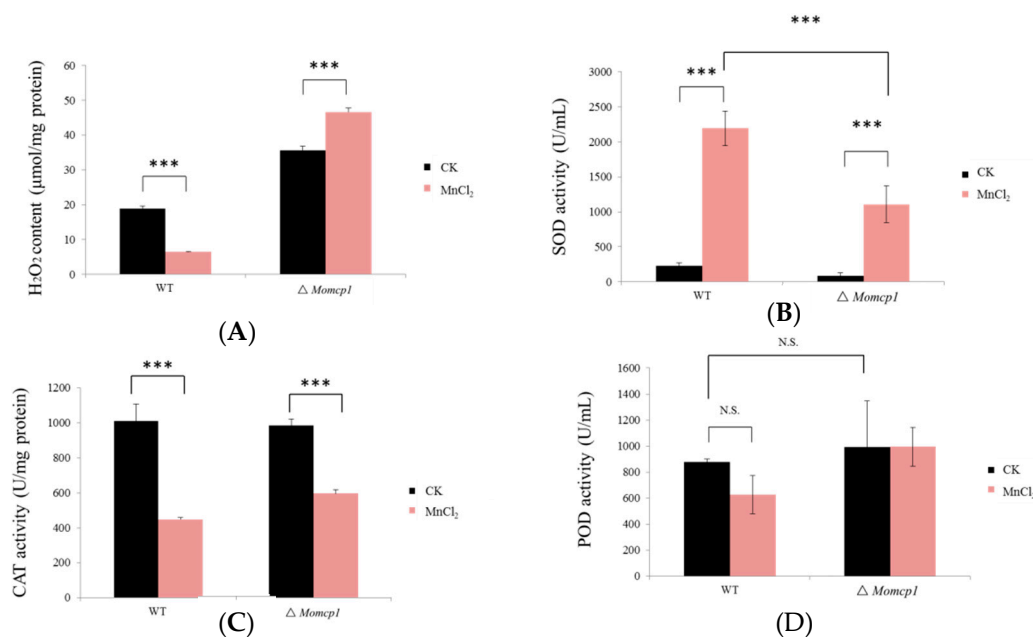 ***
***
***
60
50
40
30
20
10
0
H₂O₂ content (μmol/mg protein)
WT
△ Momcp1
CK
MnCl₂
(A)
***
***
***
3000
2500
2000
1500
1000
500
0
SOD activity (U/mL)
WT
△ Momcp1
CK
MnCl₂
(B)
***
***
1200
1000
800
600
400
200
0
CAT activity (U/mg protein)
WT
△ Momcp1
CK
MnCl₂
(C)
N.S.
N.S.
1600
1400
1200
1000
800
600
400
200
0
POD activity (U/mL)
WT
△ Momcp1
CK
MnCl
(D)